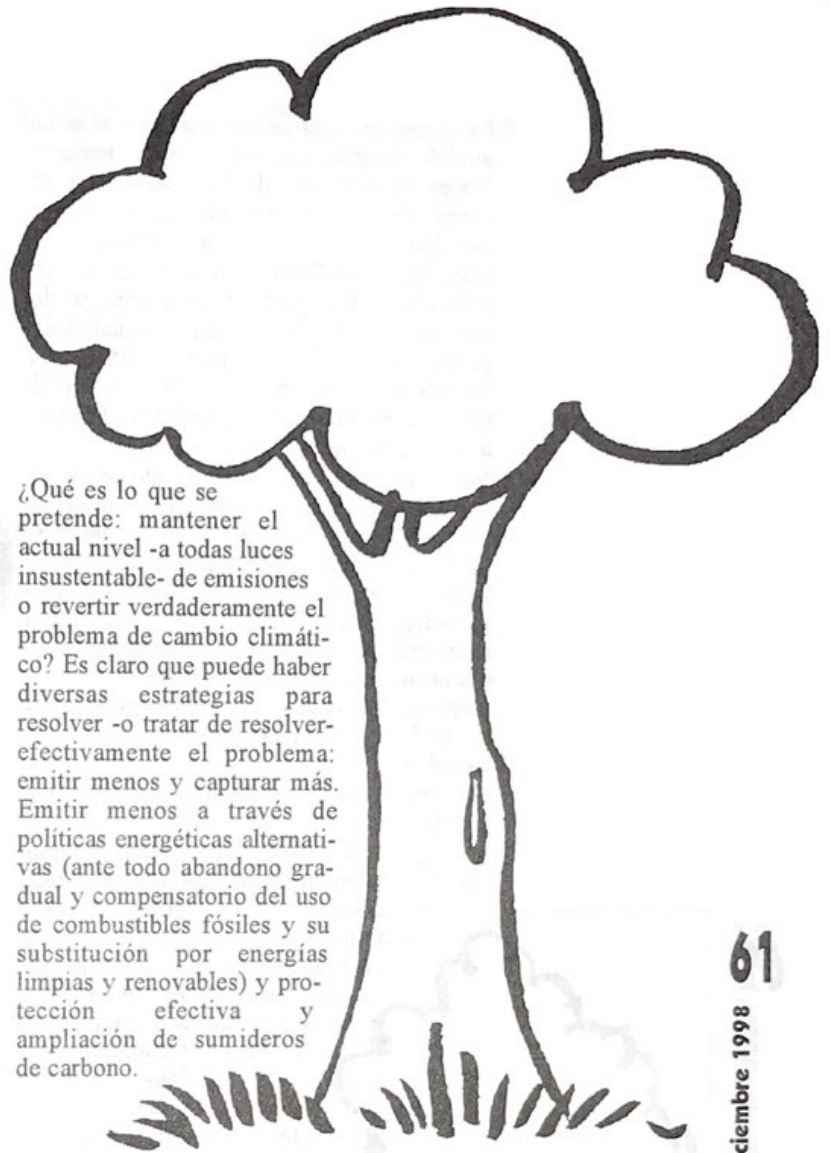 ¿Qué es lo que se
pretende: mantener el
actual nivel -a todas luces
insustentable- de emisiones
o revertir verdaderamente el
problema de cambio climáti-
co? Es claro que puede haber
diversas estrategias para
resolver -o tratar de resolver-
efectivamente el problema:
emitir menos y capturar más.
Emitir menos a través de
políticas energéticas alternati-
vas (ante todo abandono gra-
dual y compensatorio del uso
de combustibles fósiles y su
substitución por energías
limpias y renovables) y pro-
tección efectiva y
ampliación de sumideros
de carbono.
61
ciembre 1998